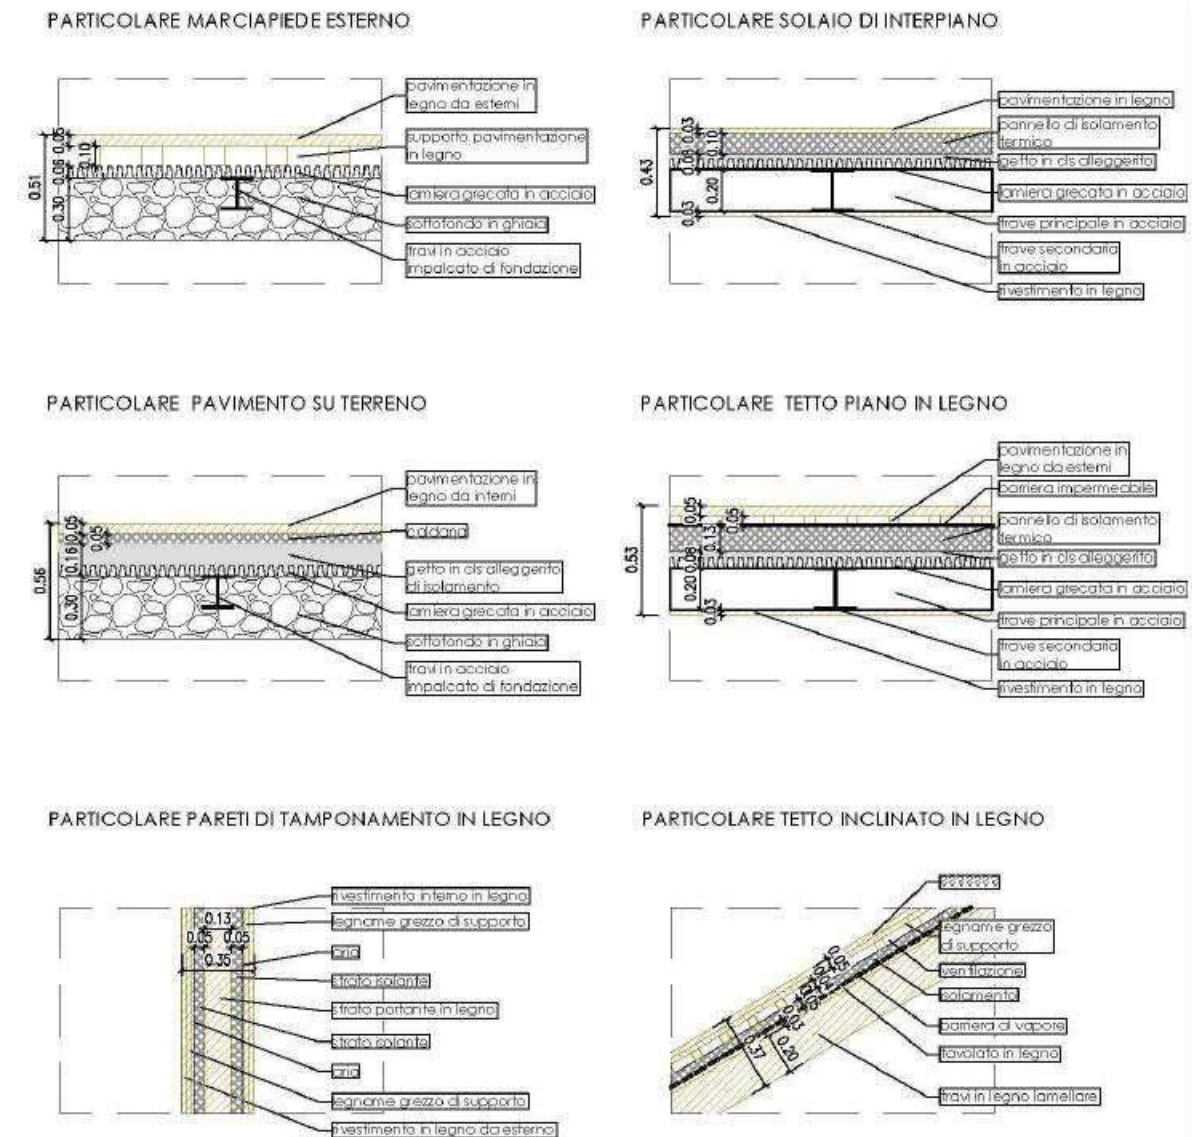 PARTICOLARE MARCIAPIEDE ESTERNO
pavimentazione in
legno da esterni
supporto pavimentazione
in legno
lamiera grecata in acciaio
sottofondo in ghiaia
travi in acciaio
impalcato di fondazione
0.05
0.10
0.06
0.30
0.51
PARTICOLARE SOLAIO DI INTERPIANO
pavimentazione in legno
pannello di isolamento
termico
getto in cls alleggerito
lamiera grecata in acciaio
trave principale in acciaio
trave secondaria
in acciaio
rivestimento in legno
0.03
0.10
0.20
0.03
0.43
PARTICOLARE PAVIMENTO SU TERRENO
pavimentazione in
legno da interni
caldana
getto in cls alleggerito
di isolamento
lamiera grecata in acciaio
sottofondo in ghiaia
travi in acciaio
impalcato di fondazione
0.05
0.05
0.16
0.30
0.56
PARTICOLARE TETTO PIANO IN LEGNO
pavimentazione in
legno da esterni
barriera impermeabile
pannello di isolamento
termico
getto in cls alleggerito
lamiera grecata in acciaio
trave principale in acciaio
trave secondaria
in acciaio
rivestimento in legno
0.05
0.05
0.13
0.08
0.20
0.03
0.53
PARTICOLARE PARETI DI TAMPONAMENTO IN LEGNO
rivestimento interno in legno
legname grezzo di supporto
aria
strato isolante
strato portante in legno
strato isolante
aria
legname grezzo di supporto
rivestimento in legno da esterno
0.13
0.05 0.05
0.35
PARTICOLARE TETTO INCLINATO IN LEGNO
legname grezzo
di supporto
ventilazione
isolamento
barriera al vapore
tavolato in legno
travi in legno lamellare
0.05
0.05
0.03
0.20
0.37